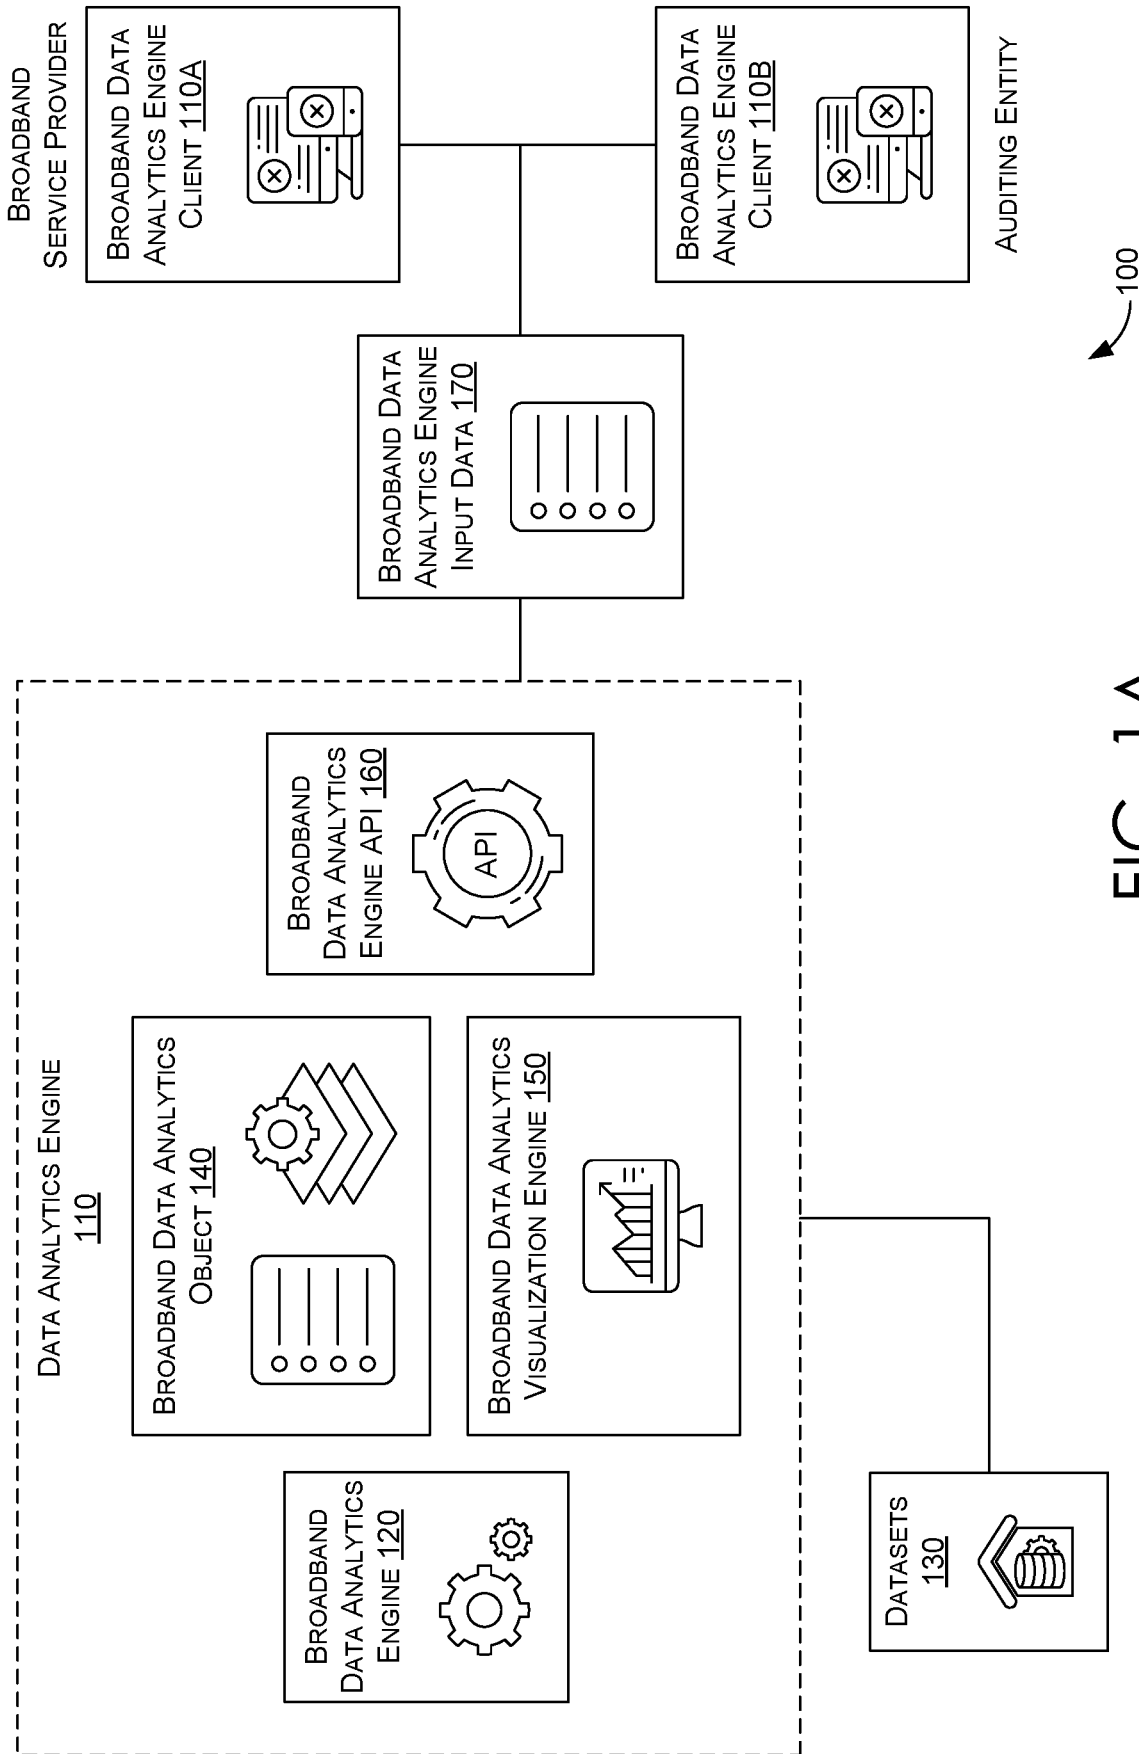 DATA ANALYTICS ENGINE
110
BROADBAND
DATA ANALYTICS
ENGINE 120
BROADBAND DATA ANALYTICS
OBJECT 140
BROADBAND DATA ANALYTICS
VISUALIZATION ENGINE 150
BROADBAND
DATA ANALYTICS
ENGINE API 160
API
DATASETS
130
BROADBAND DATA
ANALYTICS ENGINE
INPUT DATA 170
BROADBAND
SERVICE PROVIDER
BROADBAND DATA
ANALYTICS ENGINE
CLIENT 110A
BROADBAND DATA
ANALYTICS ENGINE
CLIENT 110B
AUDITING ENTITY
100
FIG. 1A